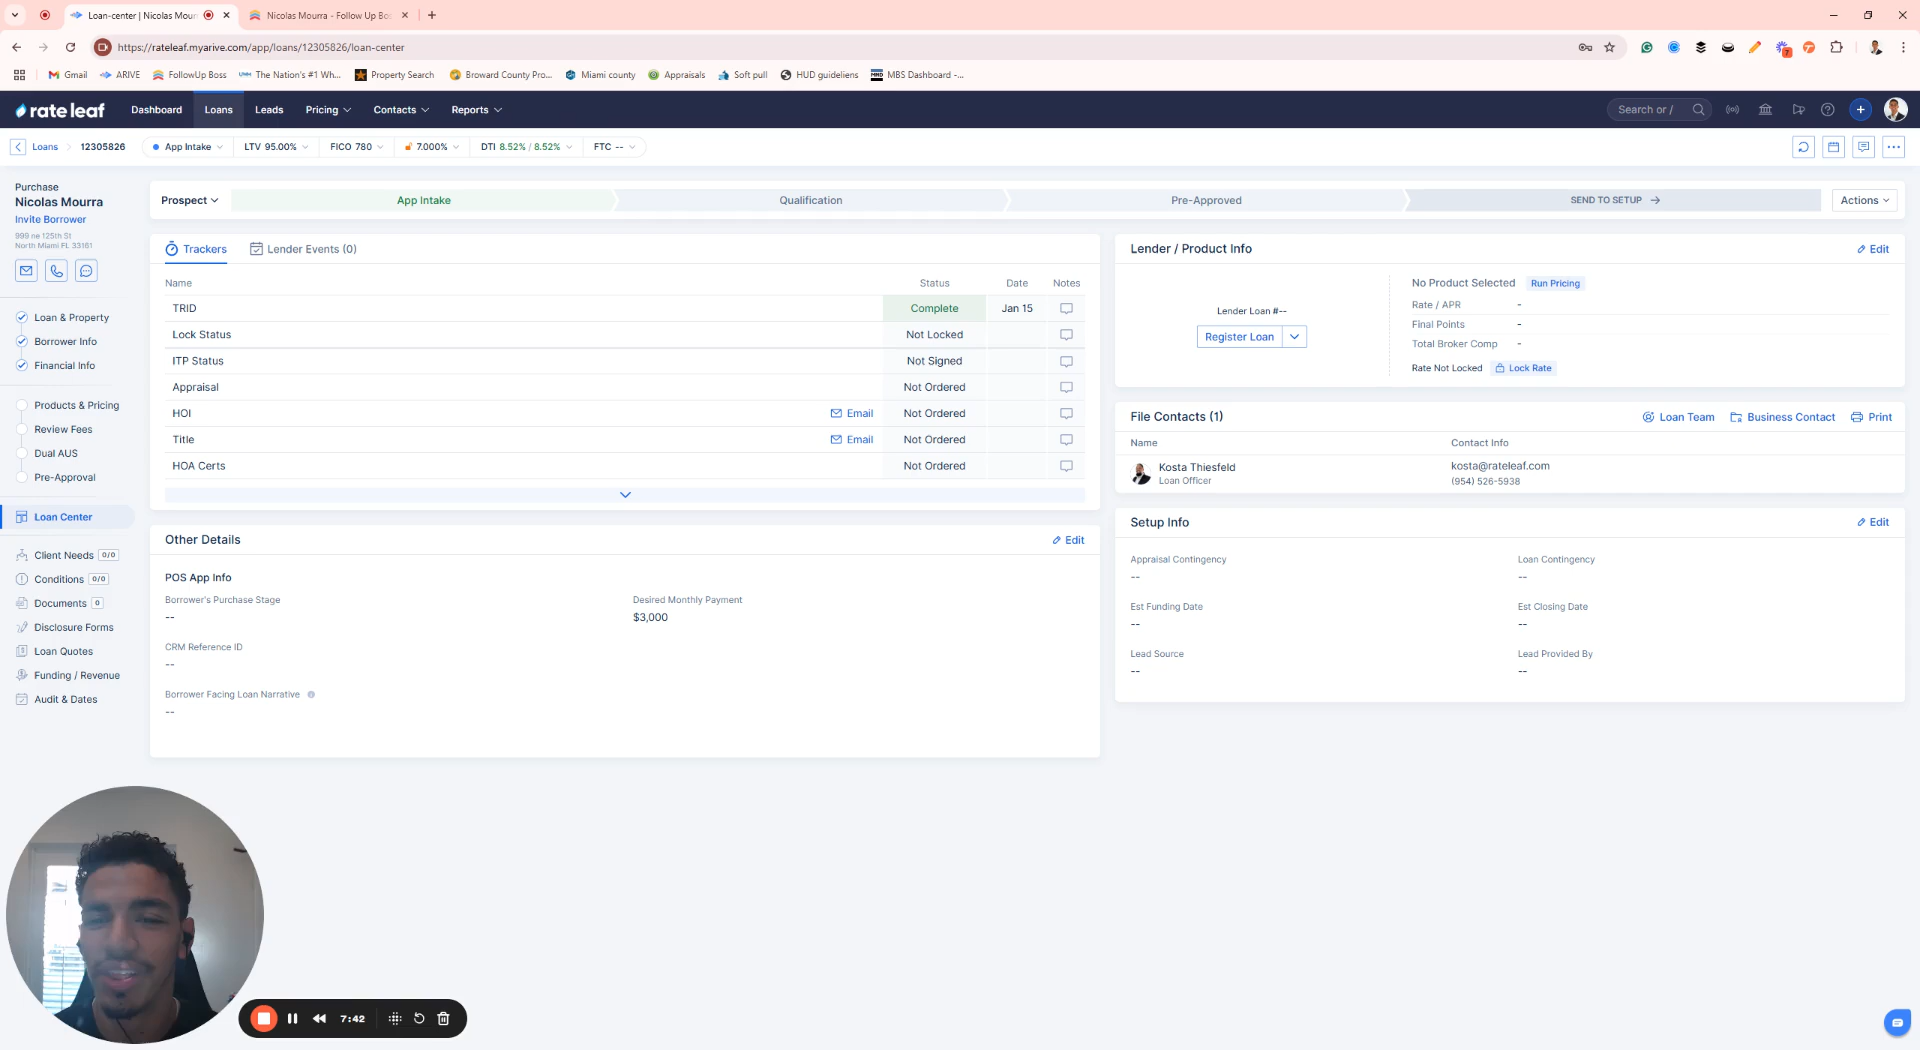 Loan-center | Nicolas Mour
Nicolas Mourra - Follow Up Bo
https://rateleaf.myarive.com/app/loans/12305826/loan-center
Gmail
ARIVE
FollowUp Boss
The Nation's #1 Wh...
Property Search
Broward County Pro...
Miami county
Appraisals
Soft pull
HUD guideliens
MBS Dashboard -...
rate leaf
Dashboard
Loans
Leads
Pricing
Contacts
Reports
Search or /
Loans
12305826
App Intake
LTV 95.00%
FICO 780
7.000%
DTI 8.52% / 8.52%
FTC --
Purchase
Nicolas Mourra
Invite Borrower
999 ne 125th St
North Miami FL 33161
Loan & Property
Borrower Info
Financial Info
Products & Pricing
Review Fees
Dual AUS
Pre-Approval
Loan Center
Client Needs 0/0
Conditions 0/0
Documents 0
Disclosure Forms
Loan Quotes
Funding / Revenue
Audit & Dates
Prospect
App Intake
Qualification
Pre-Approved
SEND TO SETUP
Actions
Trackers
Lender Events (0)
Name Status Date Notes
TRID Complete Jan 15
Lock Status Not Locked
ITP Status Not Signed
Appraisal Not Ordered
HOI Email Not Ordered
Title Email Not Ordered
HOA Certs Not Ordered
Other Details
Edit
POS App Info
Borrower's Purchase Stage
--
Desired Monthly Payment
$3,000
CRM Reference ID
--
Borrower Facing Loan Narrative
--
Lender / Product Info
Edit
Lender Loan #--
Register Loan
No Product Selected Run Pricing
Rate / APR -
Final Points -
Total Broker Comp -
Rate Not Locked Lock Rate
File Contacts (1)
Loan Team
Business Contact
Print
Name Contact Info
Kosta Thiesfeld
Loan Officer
kosta@rateleaf.com
(954) 526-5938
Setup Info
Edit
Appraisal Contingency
--
Loan Contingency
--
Est Funding Date
--
Est Closing Date
--
Lead Source
--
Lead Provided By
--
7:42